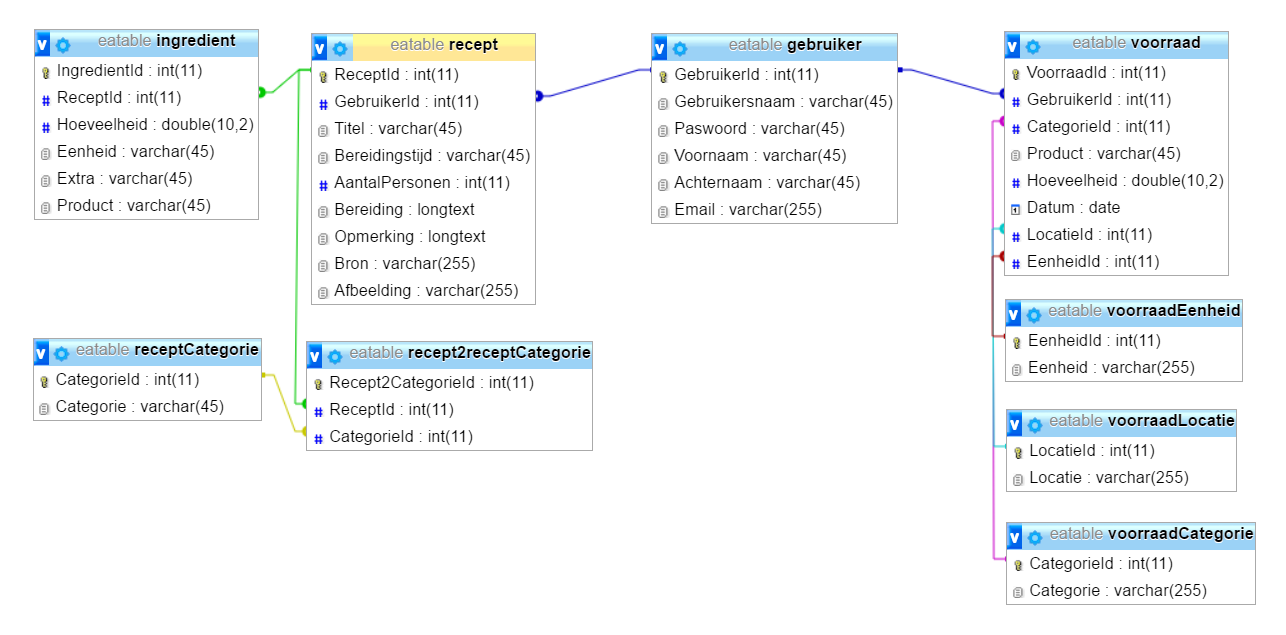 eatable ingredient
IngredientId : int(11)
ReceptId : int(11)
Hoeveelheid : double(10,2)
Eenheid : varchar(45)
Extra : varchar(45)
Product : varchar(45)
eatable recept
ReceptId : int(11)
GebruikerId : int(11)
Titel : varchar(45)
Bereidingstijd : varchar(45)
AantalPersonen : int(11)
Bereiding : longtext
Opmerking : longtext
Bron : varchar(255)
Afbeelding : varchar(255)
eatable gebruiker
GebruikerId : int(11)
Gebruikersnaam : varchar(45)
Paswoord : varchar(45)
Voornaam : varchar(45)
Achternaam : varchar(45)
Email : varchar(255)
eatable voorraad
VoorraadId : int(11)
GebruikerId : int(11)
CategorieId : int(11)
Product : varchar(45)
Hoeveelheid : double(10,2)
Datum : date
LocatieId : int(11)
EenheidId : int(11)
eatable receptCategorie
CategorieId : int(11)
Categorie : varchar(45)
eatable recept2receptCategorie
Recept2CategorieId : int(11)
ReceptId : int(11)
CategorieId : int(11)
eatable voorraadEenheid
EenheidId : int(11)
Eenheid : varchar(255)
eatable voorraadLocatie
LocatieId : int(11)
Locatie : varchar(255)
eatable voorraadCategorie
CategorieId : int(11)
Categorie : varchar(255)